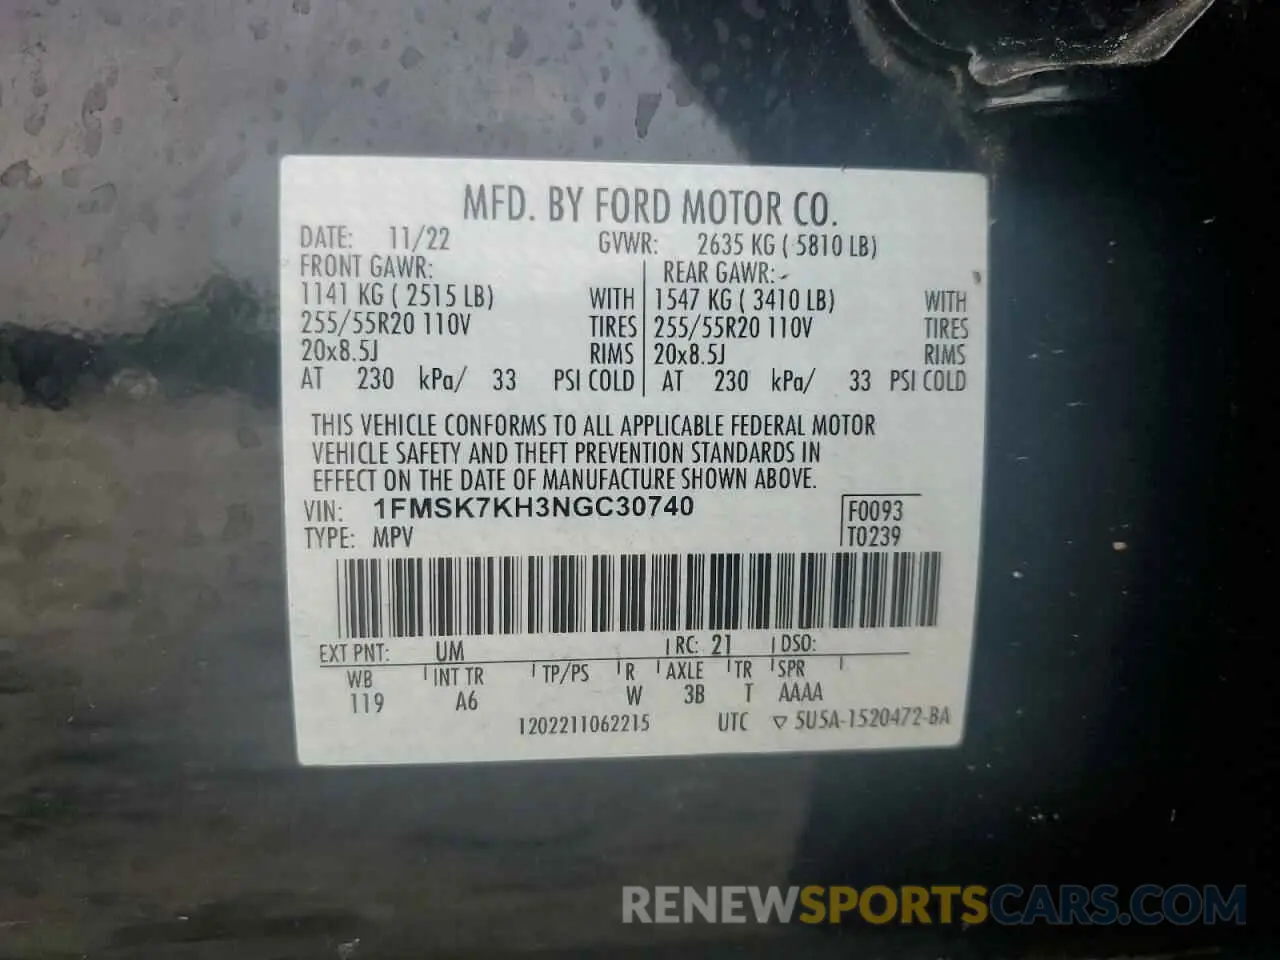 MFD. BY FORD MOTOR CO.
DATE: 11/22 GVWR: 2635 KG ( 5810 LB)
FRONT GAWR: REAR GAWR:
1141 KG ( 2515 LB) WITH 1547 KG ( 3410 LB) WITH
255/55R20 110V TIRES 255/55R20 110V TIRES
20x8.5J RIMS 20x8.5J RIMS
AT 230 kPa/ 33 PSI COLD AT 230 kPa/ 33 PSI COLD
THIS VEHICLE CONFORMS TO ALL APPLICABLE FEDERAL MOTOR
VEHICLE SAFETY AND THEFT PREVENTION STANDARDS IN
EFFECT ON THE DATE OF MANUFACTURE SHOWN ABOVE.
VIN: 1FMSK7KH3NGC30740 F0093
TYPE: MPV T0239
EXT PNT: UM RC: 21 DSO:
WB INT TR TP/PS R AXLE TR SPR
119 A6 W 3B T AAAA
1202211062215 UTC ▽ 5U5A-1520472-BA
RENEWSPORTSCARS.COM